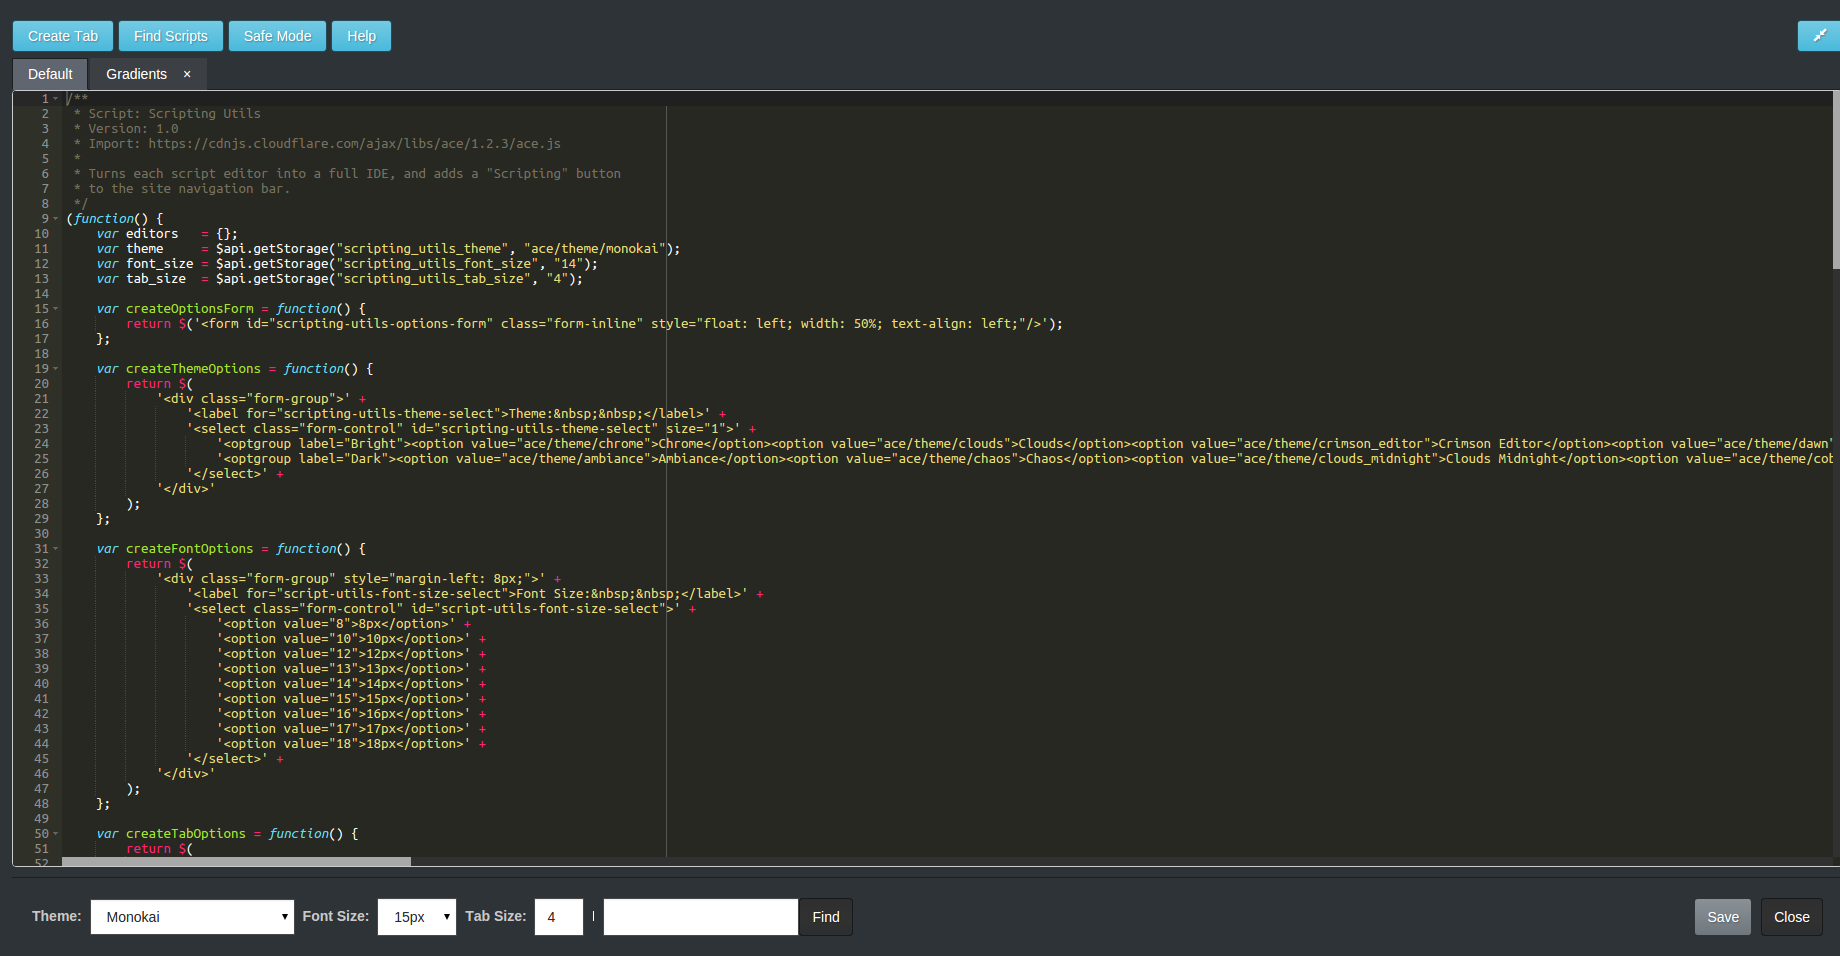 Create Tab Find Scripts Safe Mode Help
Default Gradients ×
1 /**
2  * Script: Scripting Utils
3  * Version: 1.0
4  * Import: https://cdnjs.cloudflare.com/ajax/libs/ace/1.2.3/ace.js
5  *
6  * Turns each script editor into a full IDE, and adds a "Scripting" button
7  * to the site navigation bar.
8  */
9 (function() {
10     var editors   = {};
11     var theme     = $api.getStorage("scripting_utils_theme", "ace/theme/monokai");
12     var font_size = $api.getStorage("scripting_utils_font_size", "14");
13     var tab_size  = $api.getStorage("scripting_utils_tab_size", "4");
14
15     var createOptionsForm = function() {
16         return $('<form id="scripting-utils-options-form" class="form-inline" style="float: left; width: 50%; text-align: left;"/>');
17     };
18
19     var createThemeOptions = function() {
20         return $(
21             '<div class="form-group">' +
22                 '<label for="scripting-utils-theme-select">Theme:&nbsp;&nbsp;</label>' +
23                 '<select class="form-control" id="scripting-utils-theme-select" size="1">' +
24                     '<optgroup label="Bright"><option value="ace/theme/chrome">Chrome</option><option value="ace/theme/clouds">Clouds</option><option value="ace/theme/crimson_editor">Crimson Editor</option><option value="ace/theme/dawn"
25                     '<optgroup label="Dark"><option value="ace/theme/ambiance">Ambiance</option><option value="ace/theme/chaos">Chaos</option><option value="ace/theme/clouds_midnight">Clouds Midnight</option><option value="ace/theme/cob
26                 '</select>' +
27             '</div>'
28         );
29     };
30
31     var createFontOptions = function() {
32         return $(
33             '<div class="form-group" style="margin-left: 8px;">' +
34                 '<label for="script-utils-font-size-select">Font Size:&nbsp;&nbsp;</label>' +
35                 '<select class="form-control" id="script-utils-font-size-select">' +
36                     '<option value="8">8px</option>' +
37                     '<option value="10">10px</option>' +
38                     '<option value="12">12px</option>' +
39                     '<option value="13">13px</option>' +
40                     '<option value="14">14px</option>' +
41                     '<option value="15">15px</option>' +
42                     '<option value="16">16px</option>' +
43                     '<option value="17">17px</option>' +
44                     '<option value="18">18px</option>' +
45                 '</select>' +
46             '</div>'
47         );
48     };
49
50     var createTabOptions = function() {
51         return $(
52
Theme: Monokai Font Size: 15px Tab Size: 4 | Find Save Close